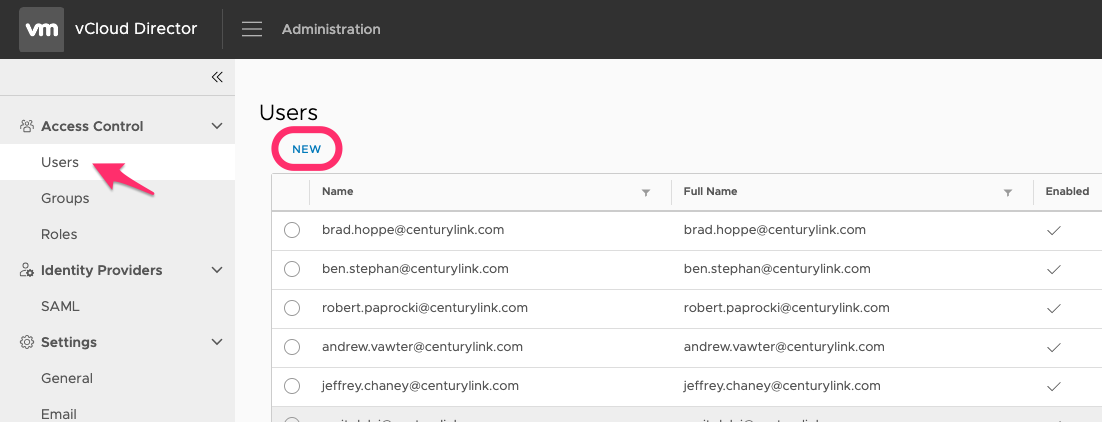 vm vCloud Director Administration
Access Control
Users
Groups
Roles
Identity Providers
SAML
Settings
General
Email
Users
NEW
Name Full Name Enabled
brad.hoppe@centurylink.com brad.hoppe@centurylink.com
ben.stephan@centurylink.com ben.stephan@centurylink.com
robert.paprocki@centurylink.com robert.paprocki@centurylink.com
andrew.vawter@centurylink.com andrew.vawter@centurylink.com
jeffrey.chaney@centurylink.com jeffrey.chaney@centurylink.com